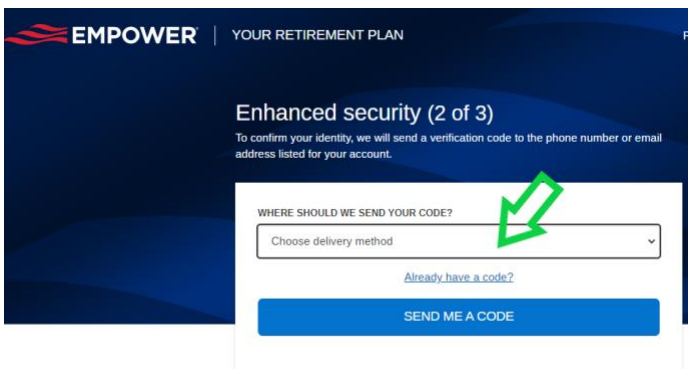 EMPOWER
YOUR RETIREMENT PLAN
Enhanced security (2 of 3)
To confirm your identity, we will send a verification code to the phone number or email
address listed for your account.
WHERE SHOULD WE SEND YOUR CODE?
Choose delivery method
Already have a code?
SEND ME A CODE